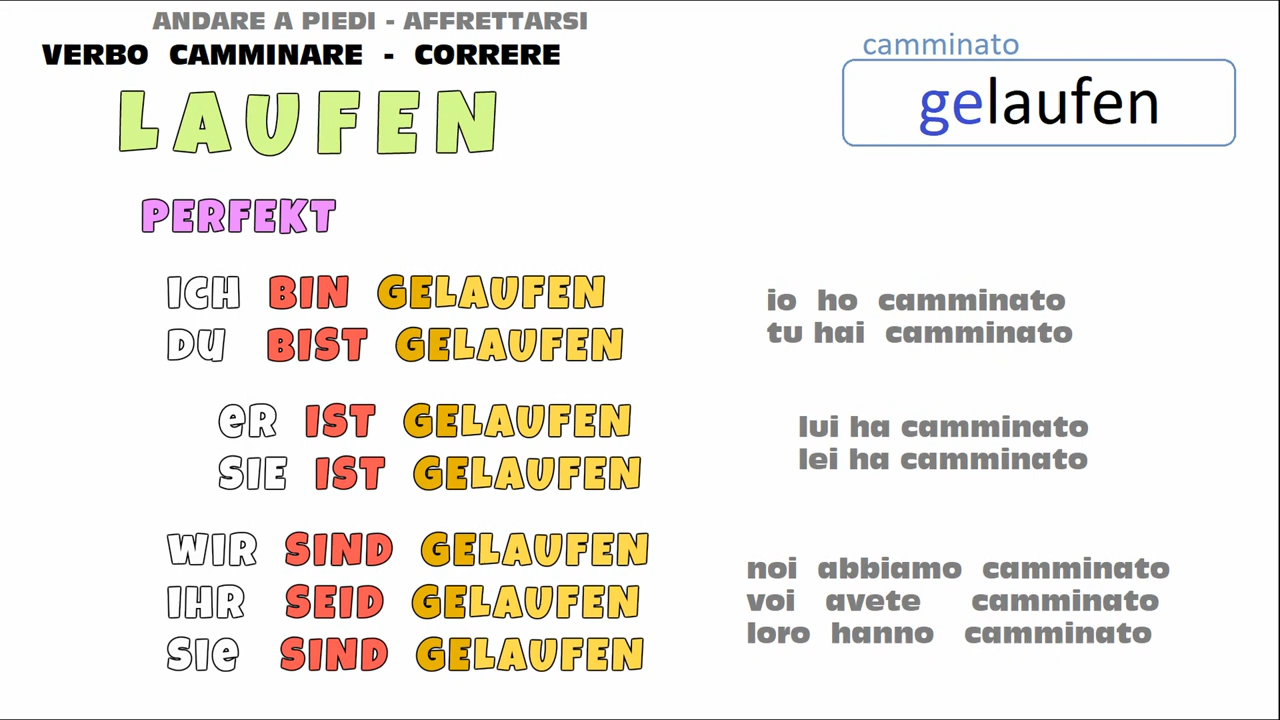 ANDARE A PIEDI - AFFRETTARSI
VERBO CAMMINARE - CORRERE
LAUFEN
camminato
gelaufen
PERFEKT
ICH BIN GELAUFEN
DU BIST GELAUFEN
io ho camminato
tu hai camminato
eR IST GELAUFEN
SIE IST GELAUFEN
lui ha camminato
lei ha camminato
WIR SIND GELAUFEN
IHR SEID GELAUFEN
SIe SIND GELAUFEN
noi abbiamo camminato
voi avete camminato
loro hanno camminato